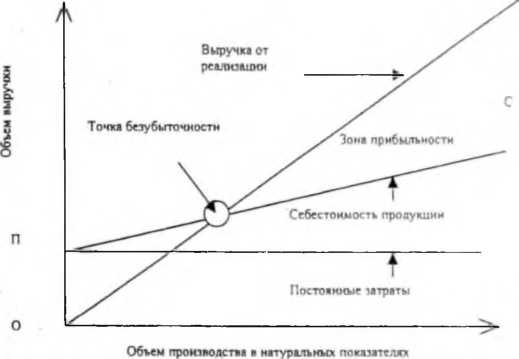 Объем выручки
Выручка от
реализации
С
Точка безубыточности
Зона прибыльности
Себестоимость продукции
П
Постоянные затраты
О
Объем производства в натуральных показателях